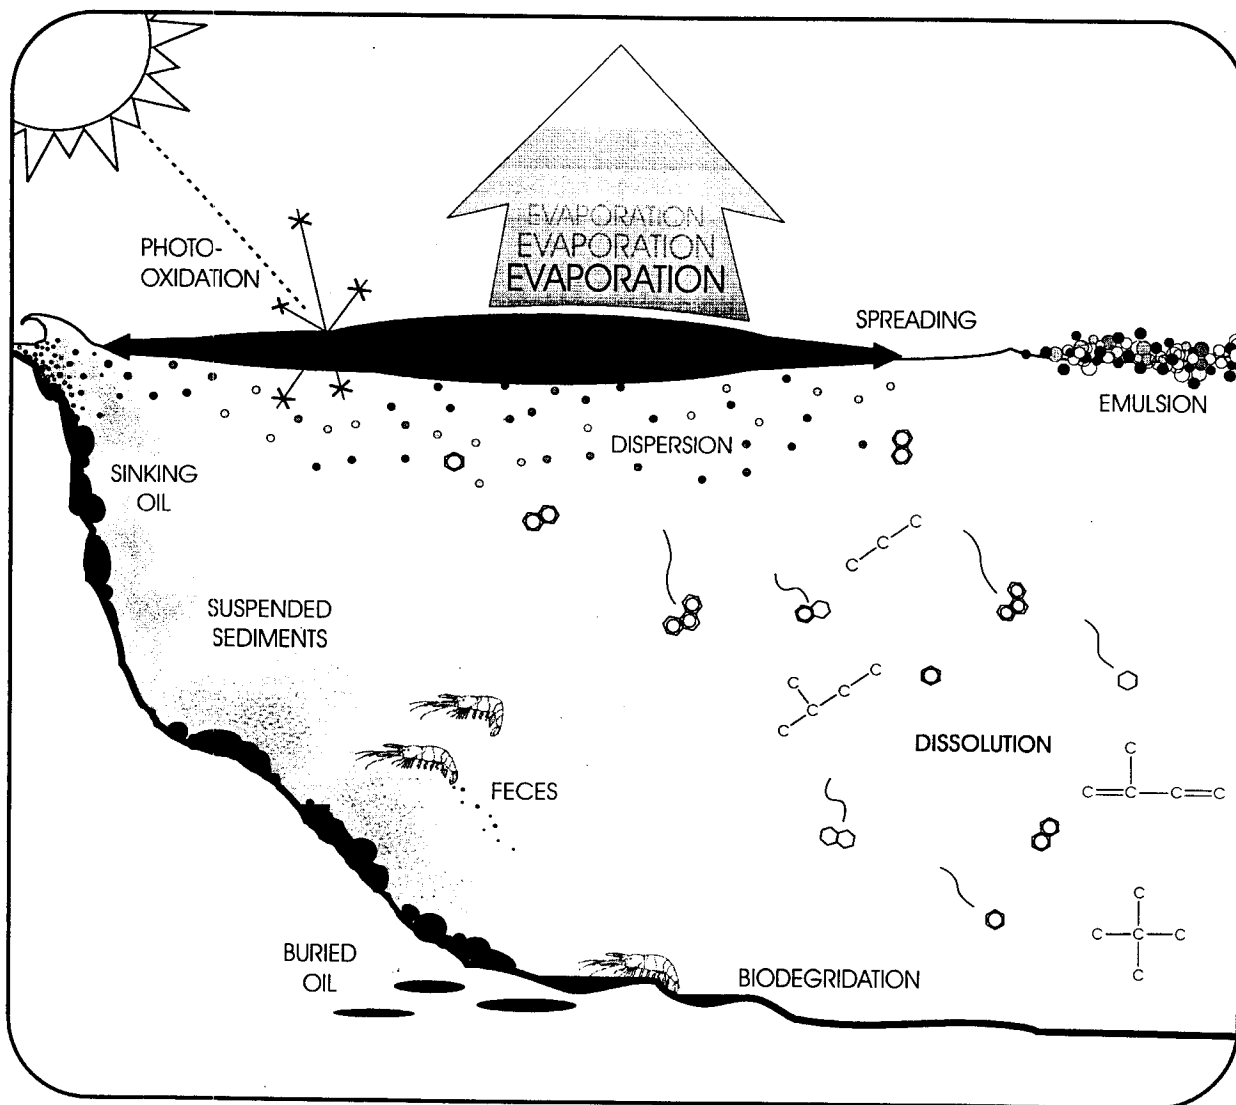 EVAPORATION
EVAPORATION
EVAPORATION
PHOTO-
OXIDATION
SPREADING
EMULSION
DISPERSION
SINKING
OIL
C
C
C
SUSPENDED
SEDIMENTS
C
C
C
C
C
DISSOLUTION
FECES
C
C=C—C=C
C
C—C—C
C
BURIED
OIL
BIODEGRIDATION